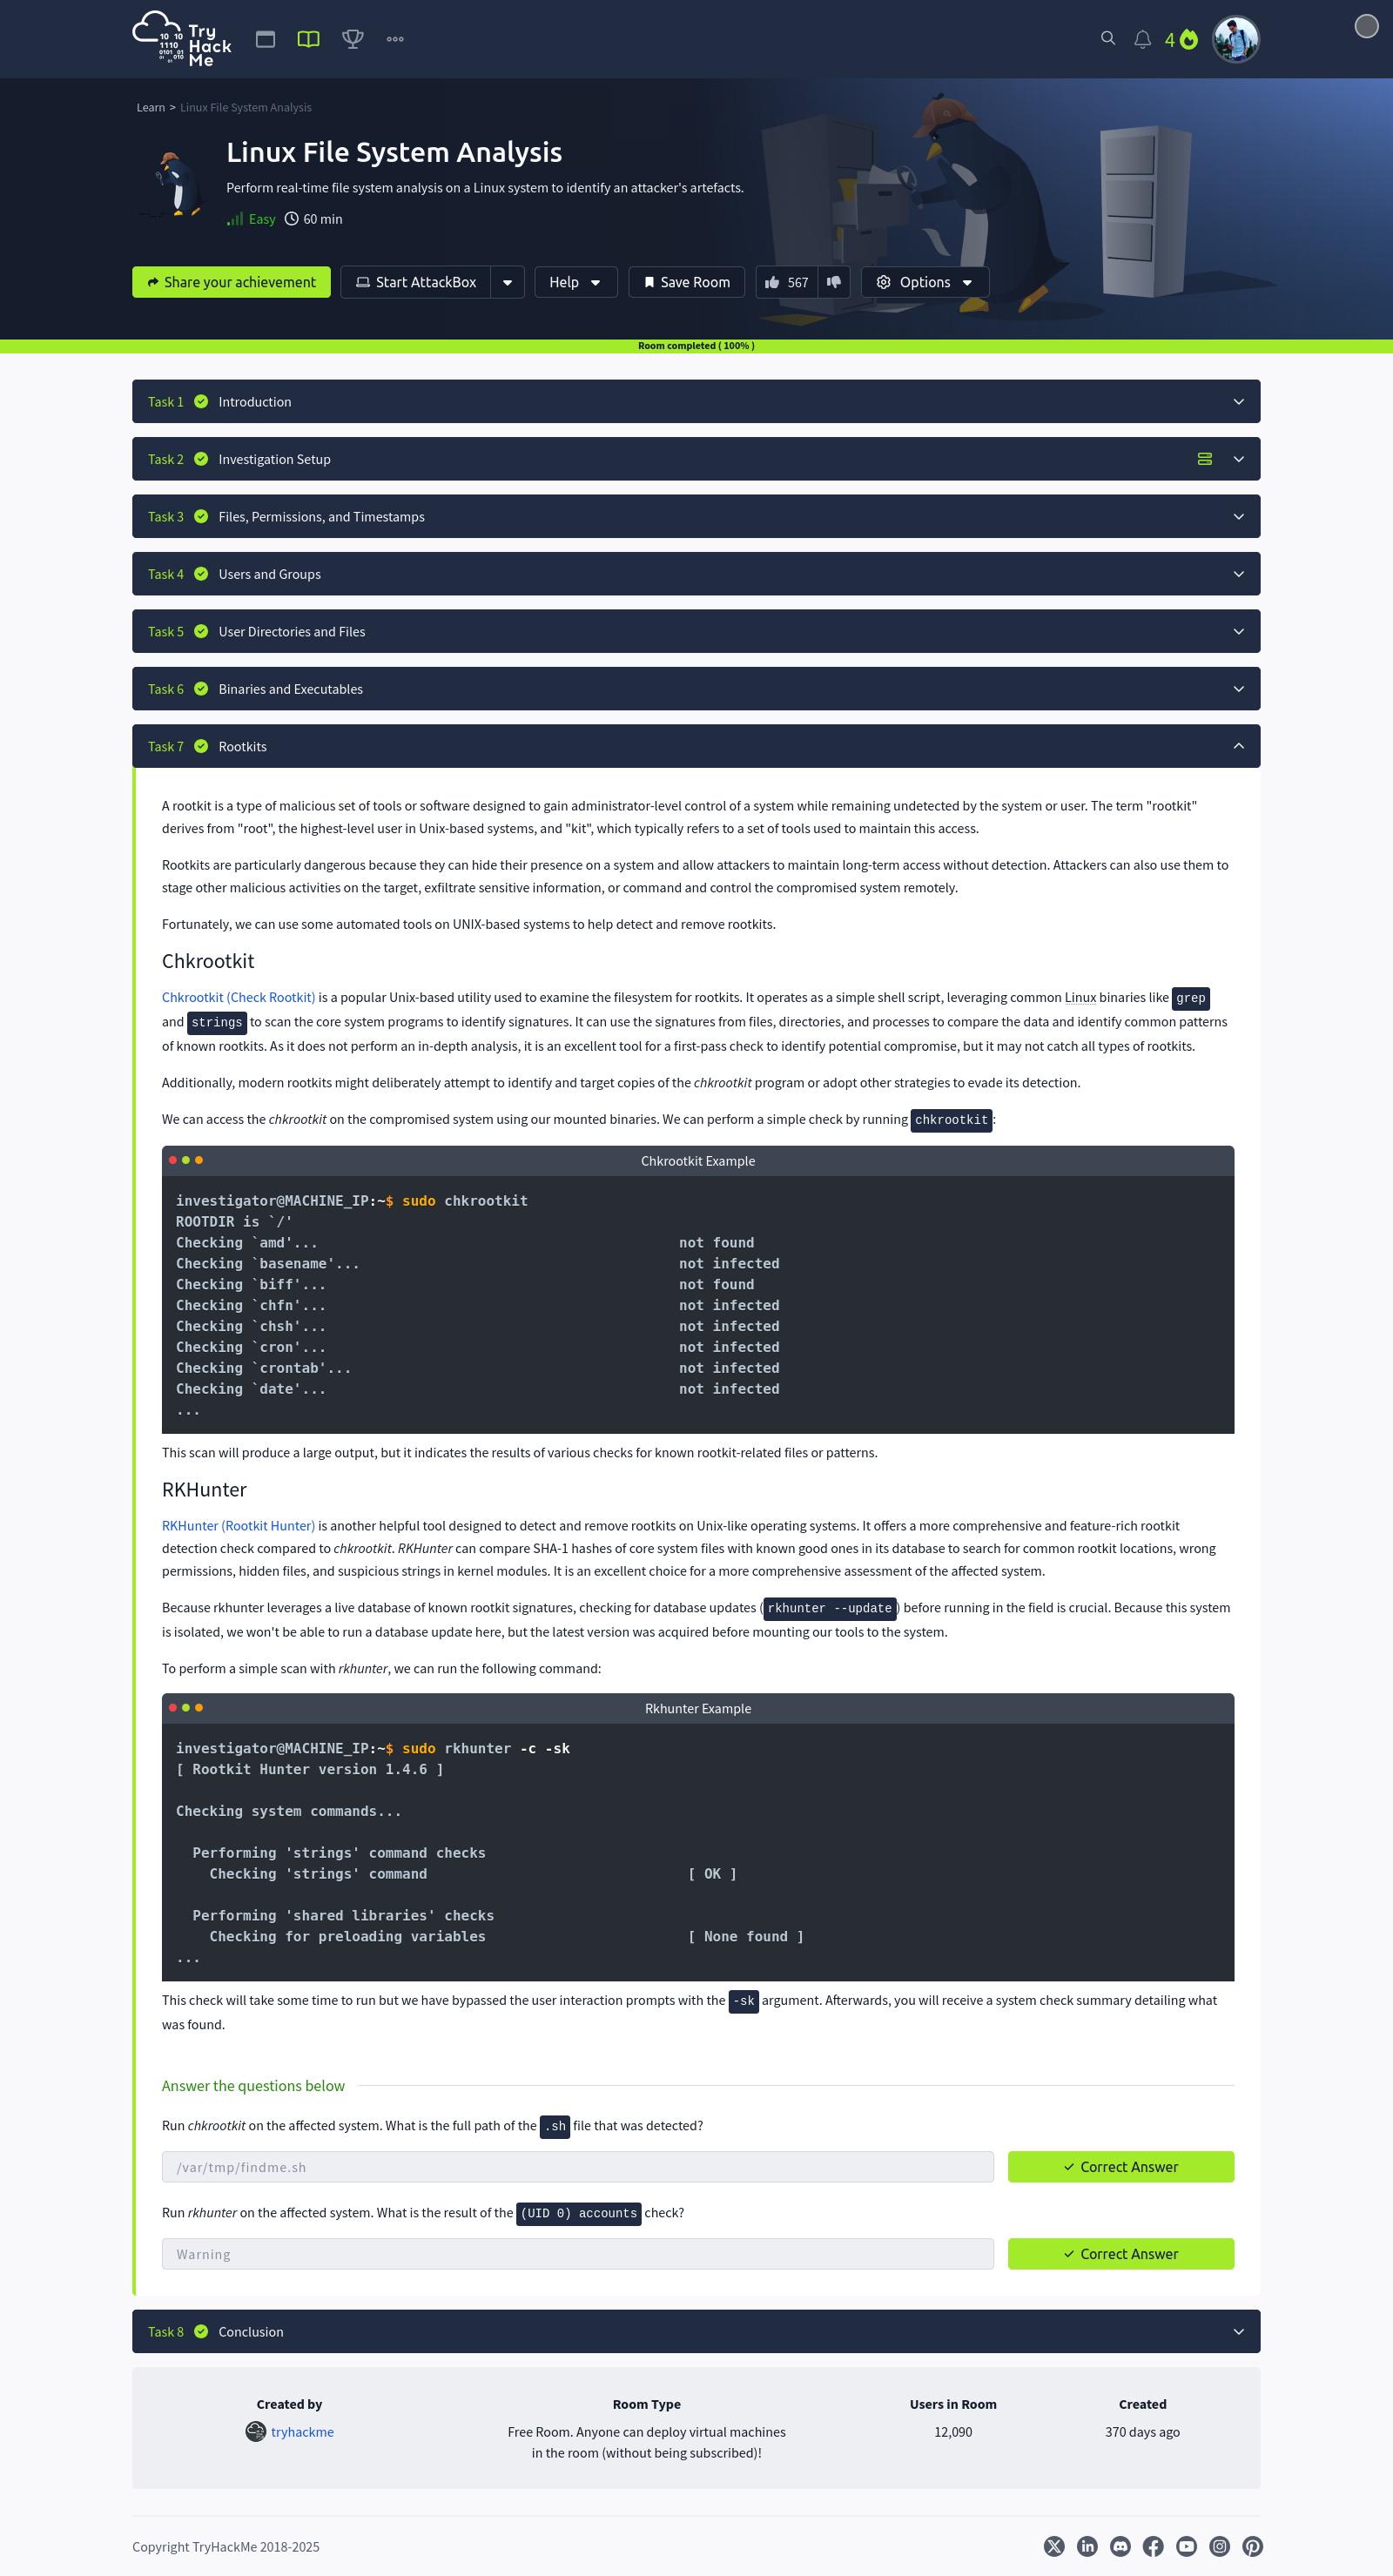 Try
Hack
Me
10 10
1110
0101 01
01 010
4
Learn > Linux File System Analysis
Linux File System Analysis
Perform real-time file system analysis on a Linux system to identify an attacker's artefacts.
Easy 60 min
Share your achievement Start AttackBox Help Save Room 567 Options
Room completed ( 100% )
Task 1 Introduction
Task 2 Investigation Setup
Task 3 Files, Permissions, and Timestamps
Task 4 Users and Groups
Task 5 User Directories and Files
Task 6 Binaries and Executables
Task 7 Rootkits
A rootkit is a type of malicious set of tools or software designed to gain administrator-level control of a system while remaining undetected by the system or user. The term "rootkit"
derives from "root", the highest-level user in Unix-based systems, and "kit", which typically refers to a set of tools used to maintain this access.
Rootkits are particularly dangerous because they can hide their presence on a system and allow attackers to maintain long-term access without detection. Attackers can also use them to
stage other malicious activities on the target, exfiltrate sensitive information, or command and control the compromised system remotely.
Fortunately, we can use some automated tools on UNIX-based systems to help detect and remove rootkits.
Chkrootkit
Chkrootkit (Check Rootkit) is a popular Unix-based utility used to examine the filesystem for rootkits. It operates as a simple shell script, leveraging common Linux binaries like grep
and strings to scan the core system programs to identify signatures. It can use the signatures from files, directories, and processes to compare the data and identify common patterns
of known rootkits. As it does not perform an in-depth analysis, it is an excellent tool for a first-pass check to identify potential compromise, but it may not catch all types of rootkits.
Additionally, modern rootkits might deliberately attempt to identify and target copies of the chkrootkit program or adopt other strategies to evade its detection.
We can access the chkrootkit on the compromised system using our mounted binaries. We can perform a simple check by running chkrootkit:
Chkrootkit Example
investigator@MACHINE_IP:~$ sudo chkrootkit
ROOTDIR is `/'
Checking `amd'... not found
Checking `basename'... not infected
Checking `biff'... not found
Checking `chfn'... not infected
Checking `chsh'... not infected
Checking `cron'... not infected
Checking `crontab'... not infected
Checking `date'... not infected
...
This scan will produce a large output, but it indicates the results of various checks for known rootkit-related files or patterns.
RKHunter
RKHunter (Rootkit Hunter) is another helpful tool designed to detect and remove rootkits on Unix-like operating systems. It offers a more comprehensive and feature-rich rootkit
detection check compared to chkrootkit. RKHunter can compare SHA-1 hashes of core system files with known good ones in its database to search for common rootkit locations, wrong
permissions, hidden files, and suspicious strings in kernel modules. It is an excellent choice for a more comprehensive assessment of the affected system.
Because rkhunter leverages a live database of known rootkit signatures, checking for database updates (rkhunter --update) before running in the field is crucial. Because this system
is isolated, we won't be able to run a database update here, but the latest version was acquired before mounting our tools to the system.
To perform a simple scan with rkhunter, we can run the following command:
Rkhunter Example
investigator@MACHINE_IP:~$ sudo rkhunter -c -sk
[ Rootkit Hunter version 1.4.6 ]
Checking system commands...
Performing 'strings' command checks
Checking 'strings' command [ OK ]
Performing 'shared libraries' checks
Checking for preloading variables [ None found ]
...
This check will take some time to run but we have bypassed the user interaction prompts with the -sk argument. Afterwards, you will receive a system check summary detailing what
was found.
Answer the questions below
Run chkrootkit on the affected system. What is the full path of the .sh file that was detected?
/var/tmp/findme.sh Correct Answer
Run rkhunter on the affected system. What is the result of the (UID 0) accounts check?
Warning Correct Answer
Task 8 Conclusion
Created by Room Type Users in Room Created
tryhackme Free Room. Anyone can deploy virtual machines 12,090 370 days ago
in the room (without being subscribed)!
Copyright TryHackMe 2018-2025